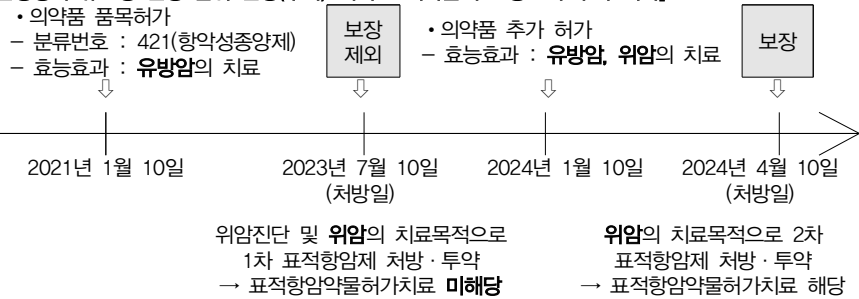 • 의약품 품목허가
– 분류번호 : 421(항악성종양제)
– 효능효과 : 유방암의 치료
보장
제외
• 의약품 추가 허가
– 효능효과 : 유방암, 위암의 치료
보장
2021년 1월 10일
2023년 7월 10일
(처방일)
2024년 1월 10일
2024년 4월 10일
(처방일)
위암진단 및 위암의 치료목적으로
1차 표적항암제 처방 · 투약
→ 표적항암약물허가치료 미해당
위암의 치료목적으로 2차
표적항암제 처방 · 투약
→ 표적항암약물허가치료 해당